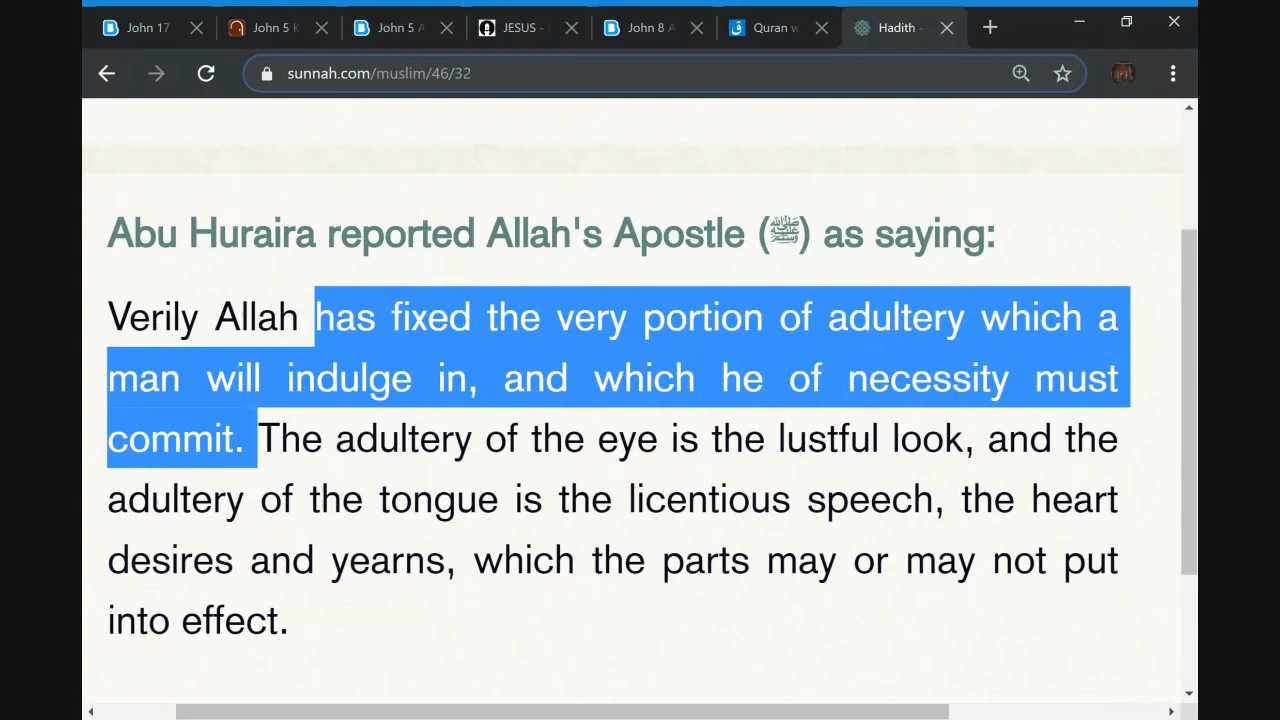 John 17
John 5 K
John 5 A
JESUS -
John 8 A
Quran w
Hadith -
sunnah.com/muslim/46/32
Abu Huraira reported Allah's Apostle (ﷺ) as saying:
Verily Allah has fixed the very portion of adultery which a
man will indulge in, and which he of necessity must
commit. The adultery of the eye is the lustful look, and the
adultery of the tongue is the licentious speech, the heart
desires and yearns, which the parts may or may not put
into effect.